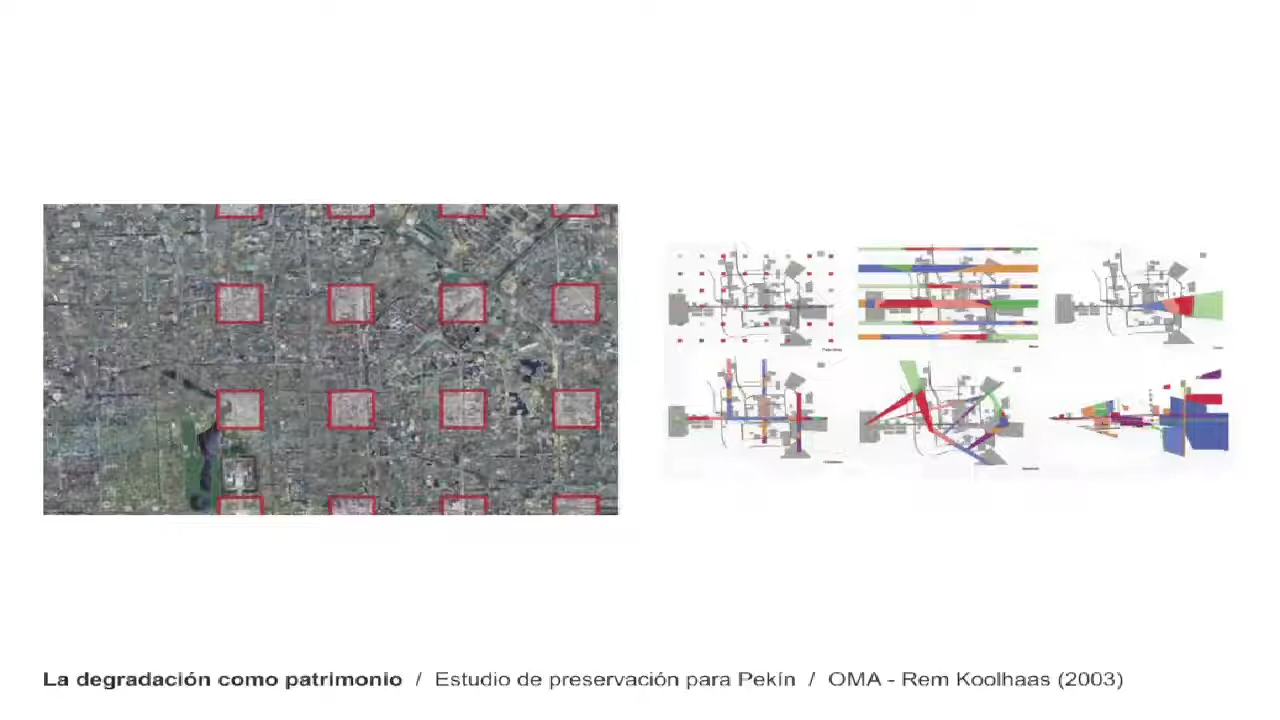 La degradación como patrimonio / Estudio de preservación para Pekín / OMA - Rem Koolhaas (2003)